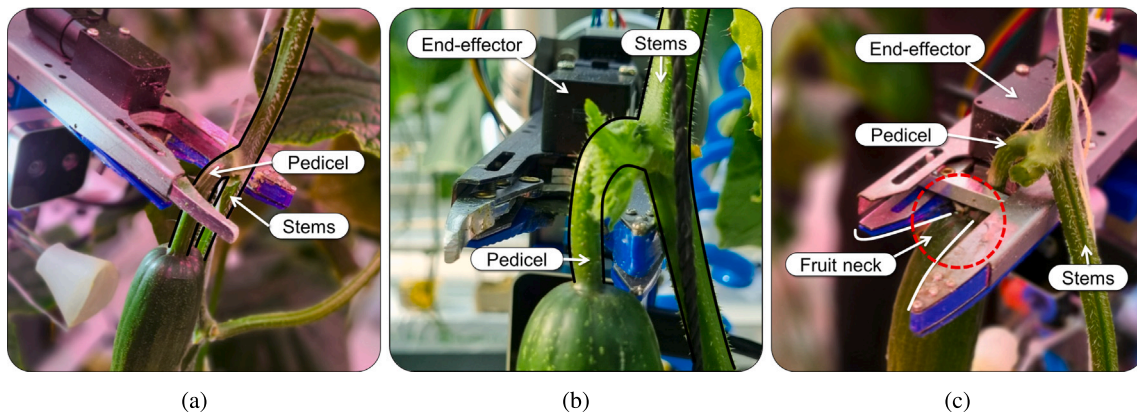 Pedicel
Stems
(a)
End-effector
Stems
Pedicel
(b)
End-effector
Pedicel
Fruit neck
Stems
(c)